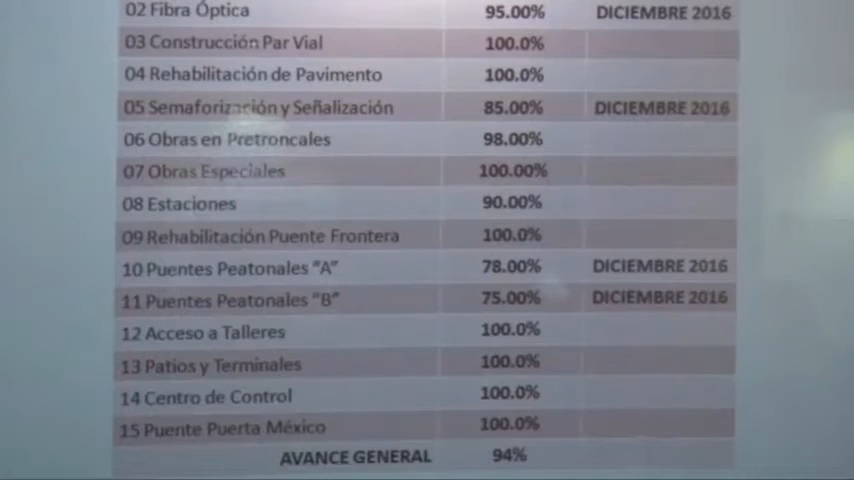 02 Fibra Óptica 95.00% DICIEMBRE 2016
03 Construcción Par Vial 100.0%
04 Rehabilitación de Pavimento 100.0%
05 Semaforización y Señalización 85.00% DICIEMBRE 2016
06 Obras en Pretroncales 98.00%
07 Obras Especiales 100.00%
08 Estaciones 90.00%
09 Rehabilitación Puente Frontera 100.0%
10 Puentes Peatonales "A" 78.00% DICIEMBRE 2016
11 Puentes Peatonales "B" 75.00% DICIEMBRE 2016
12 Acceso a Talleres 100.0%
13 Patios y Terminales 100.0%
14 Centro de Control 100.0%
15 Puente Puerta México 100.0%
AVANCE GENERAL 94%